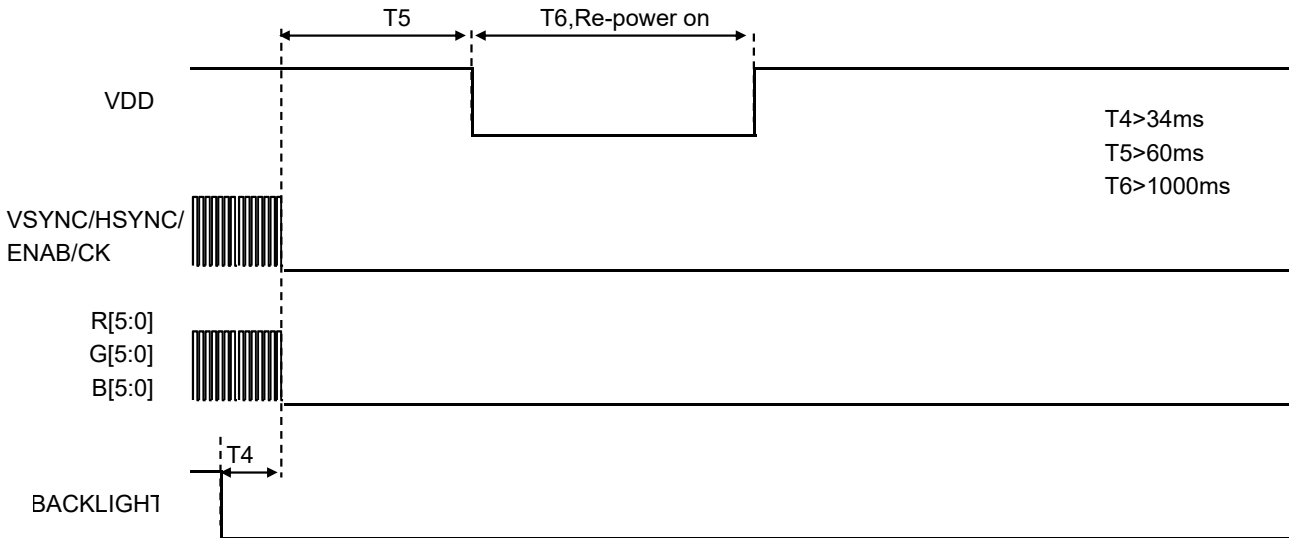 T5
T6,Re-power on
VDD
T4>34ms
T5>60ms
T6>1000ms
VSYNC/HSYNC/
ENAB/CK
R[5:0]
G[5:0]
B[5:0]
T4
BACKLIGHT